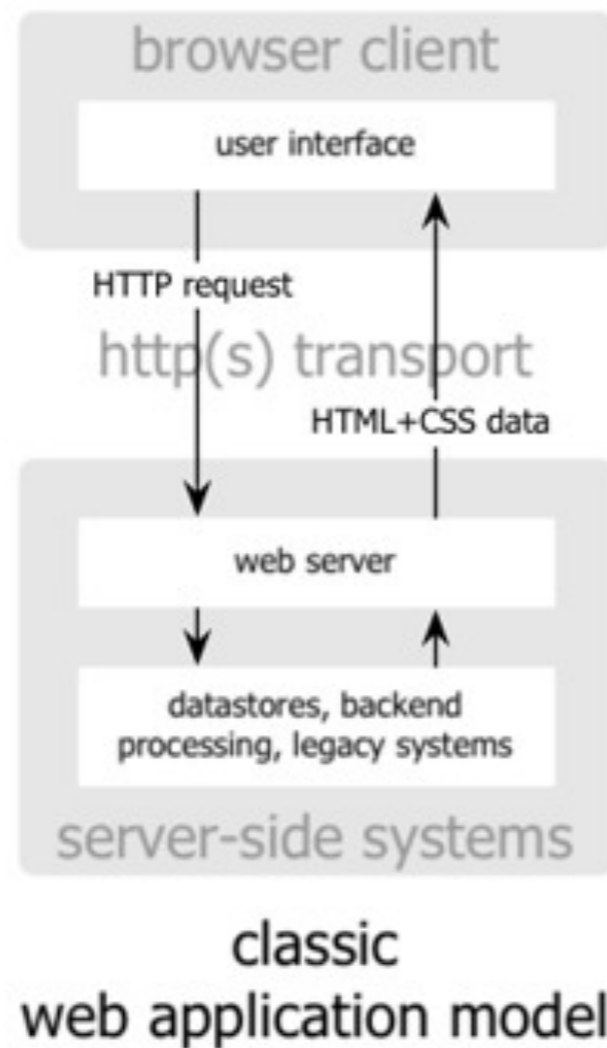 browser client
user interface
HTTP request
http(s) transport
HTML+CSS data
web server
datastores, backend
processing, legacy systems
server-side systems
classic
web application model